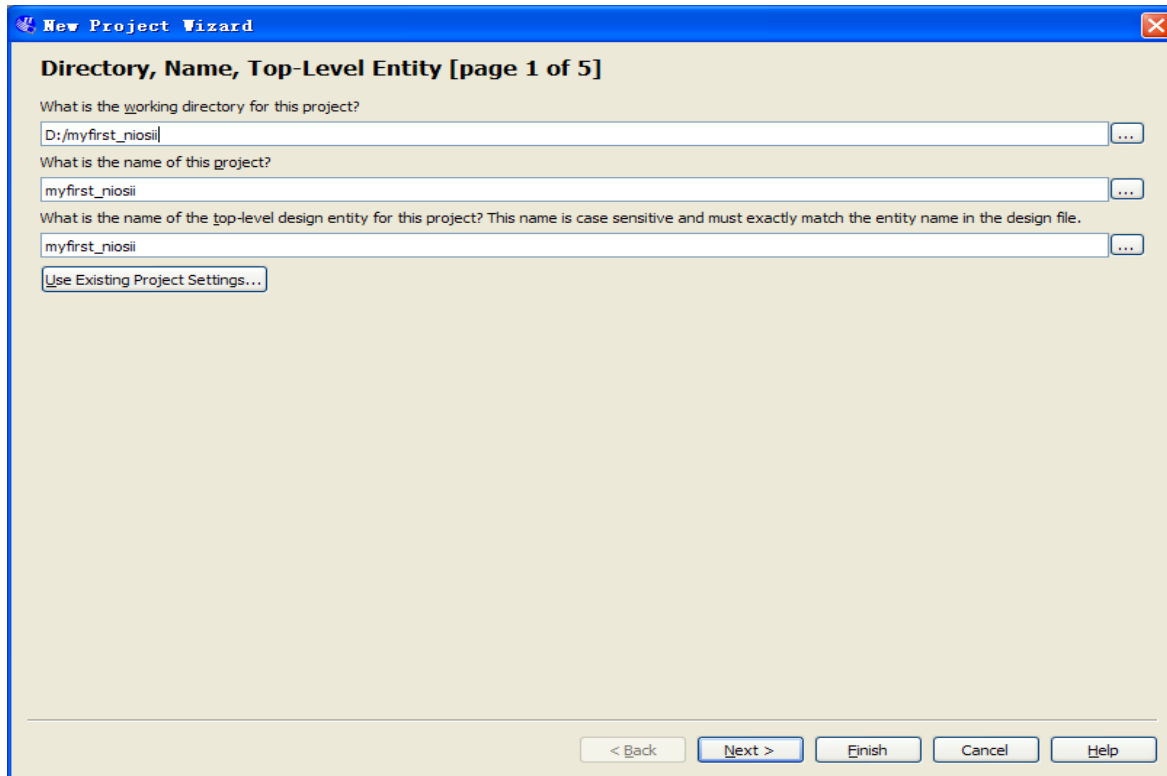 New Project Wizard
Directory, Name, Top-Level Entity [page 1 of 5]
What is the working directory for this project?
D:/myfirst_niosii
...
What is the name of this project?
myfirst_niosii
...
What is the name of the top-level design entity for this project? This name is case sensitive and must exactly match the entity name in the design file.
myfirst_niosii
...
Use Existing Project Settings...
< Back Next > Finish Cancel Help